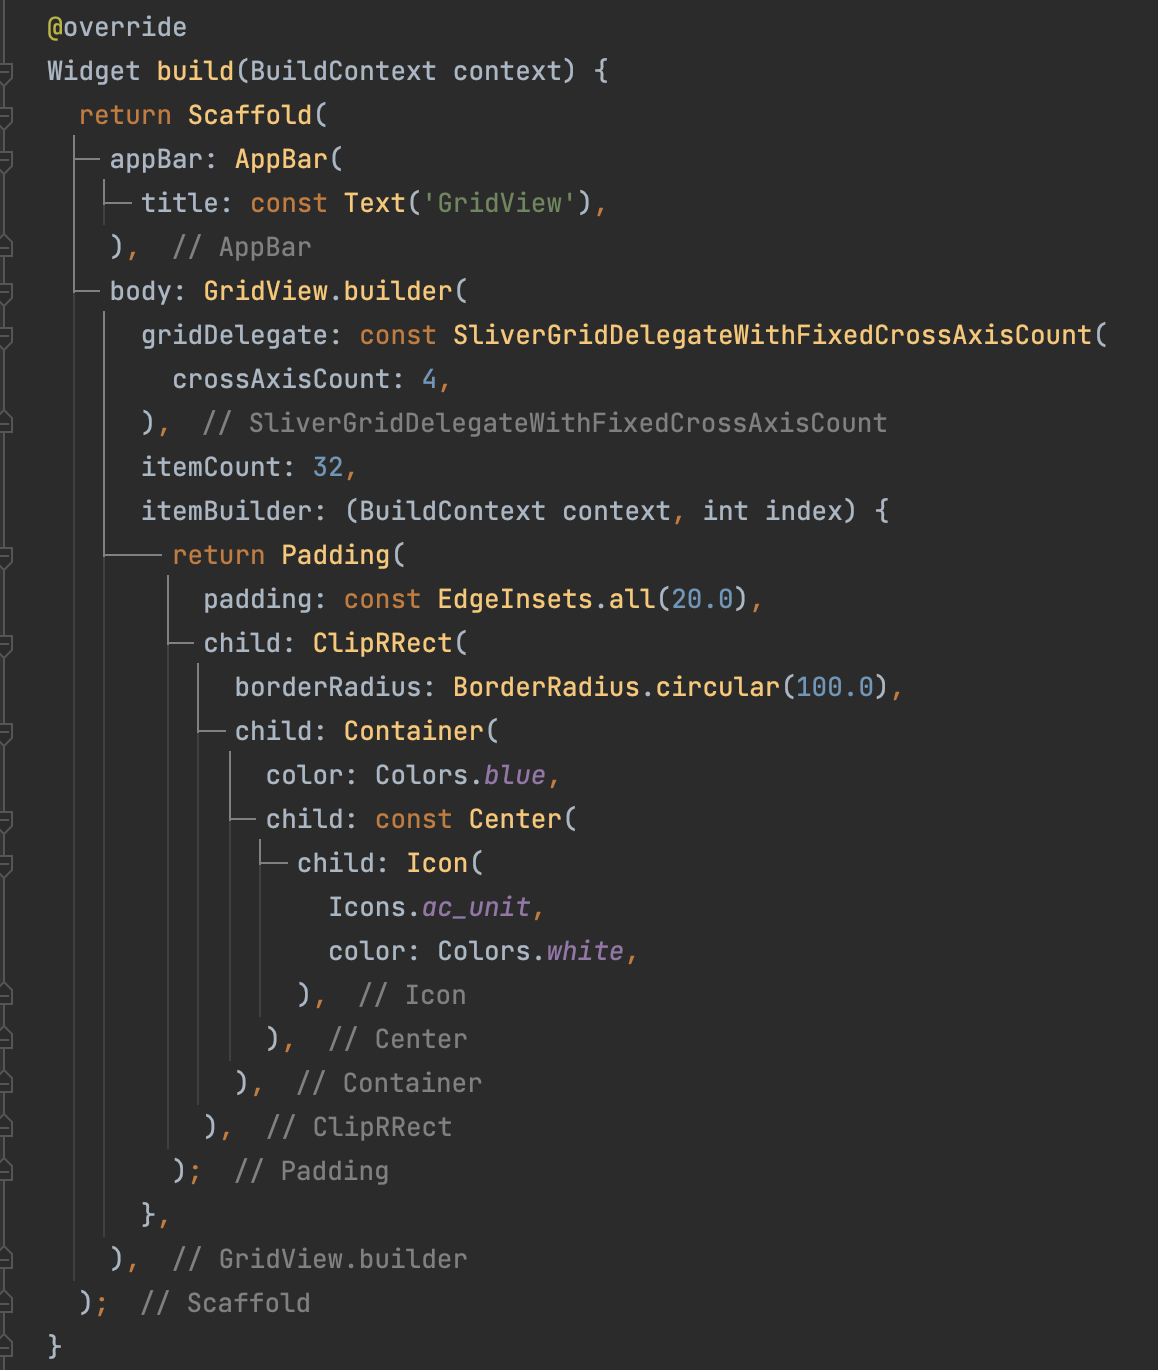 @override
Widget build(BuildContext context) {
  return Scaffold(
    appBar: AppBar(
      title: const Text('GridView'),
    ),  // AppBar
    body: GridView.builder(
      gridDelegate: const SliverGridDelegateWithFixedCrossAxisCount(
        crossAxisCount: 4,
      ),  // SliverGridDelegateWithFixedCrossAxisCount
      itemCount: 32,
      itemBuilder: (BuildContext context, int index) {
        return Padding(
          padding: const EdgeInsets.all(20.0),
          child: ClipRRect(
            borderRadius: BorderRadius.circular(100.0),
            child: Container(
              color: Colors.blue,
              child: const Center(
                child: Icon(
                  Icons.ac_unit,
                  color: Colors.white,
                ),  // Icon
              ),  // Center
            ),  // Container
          ),  // ClipRRect
        );  // Padding
      },
    ),  // GridView.builder
  );  // Scaffold
}